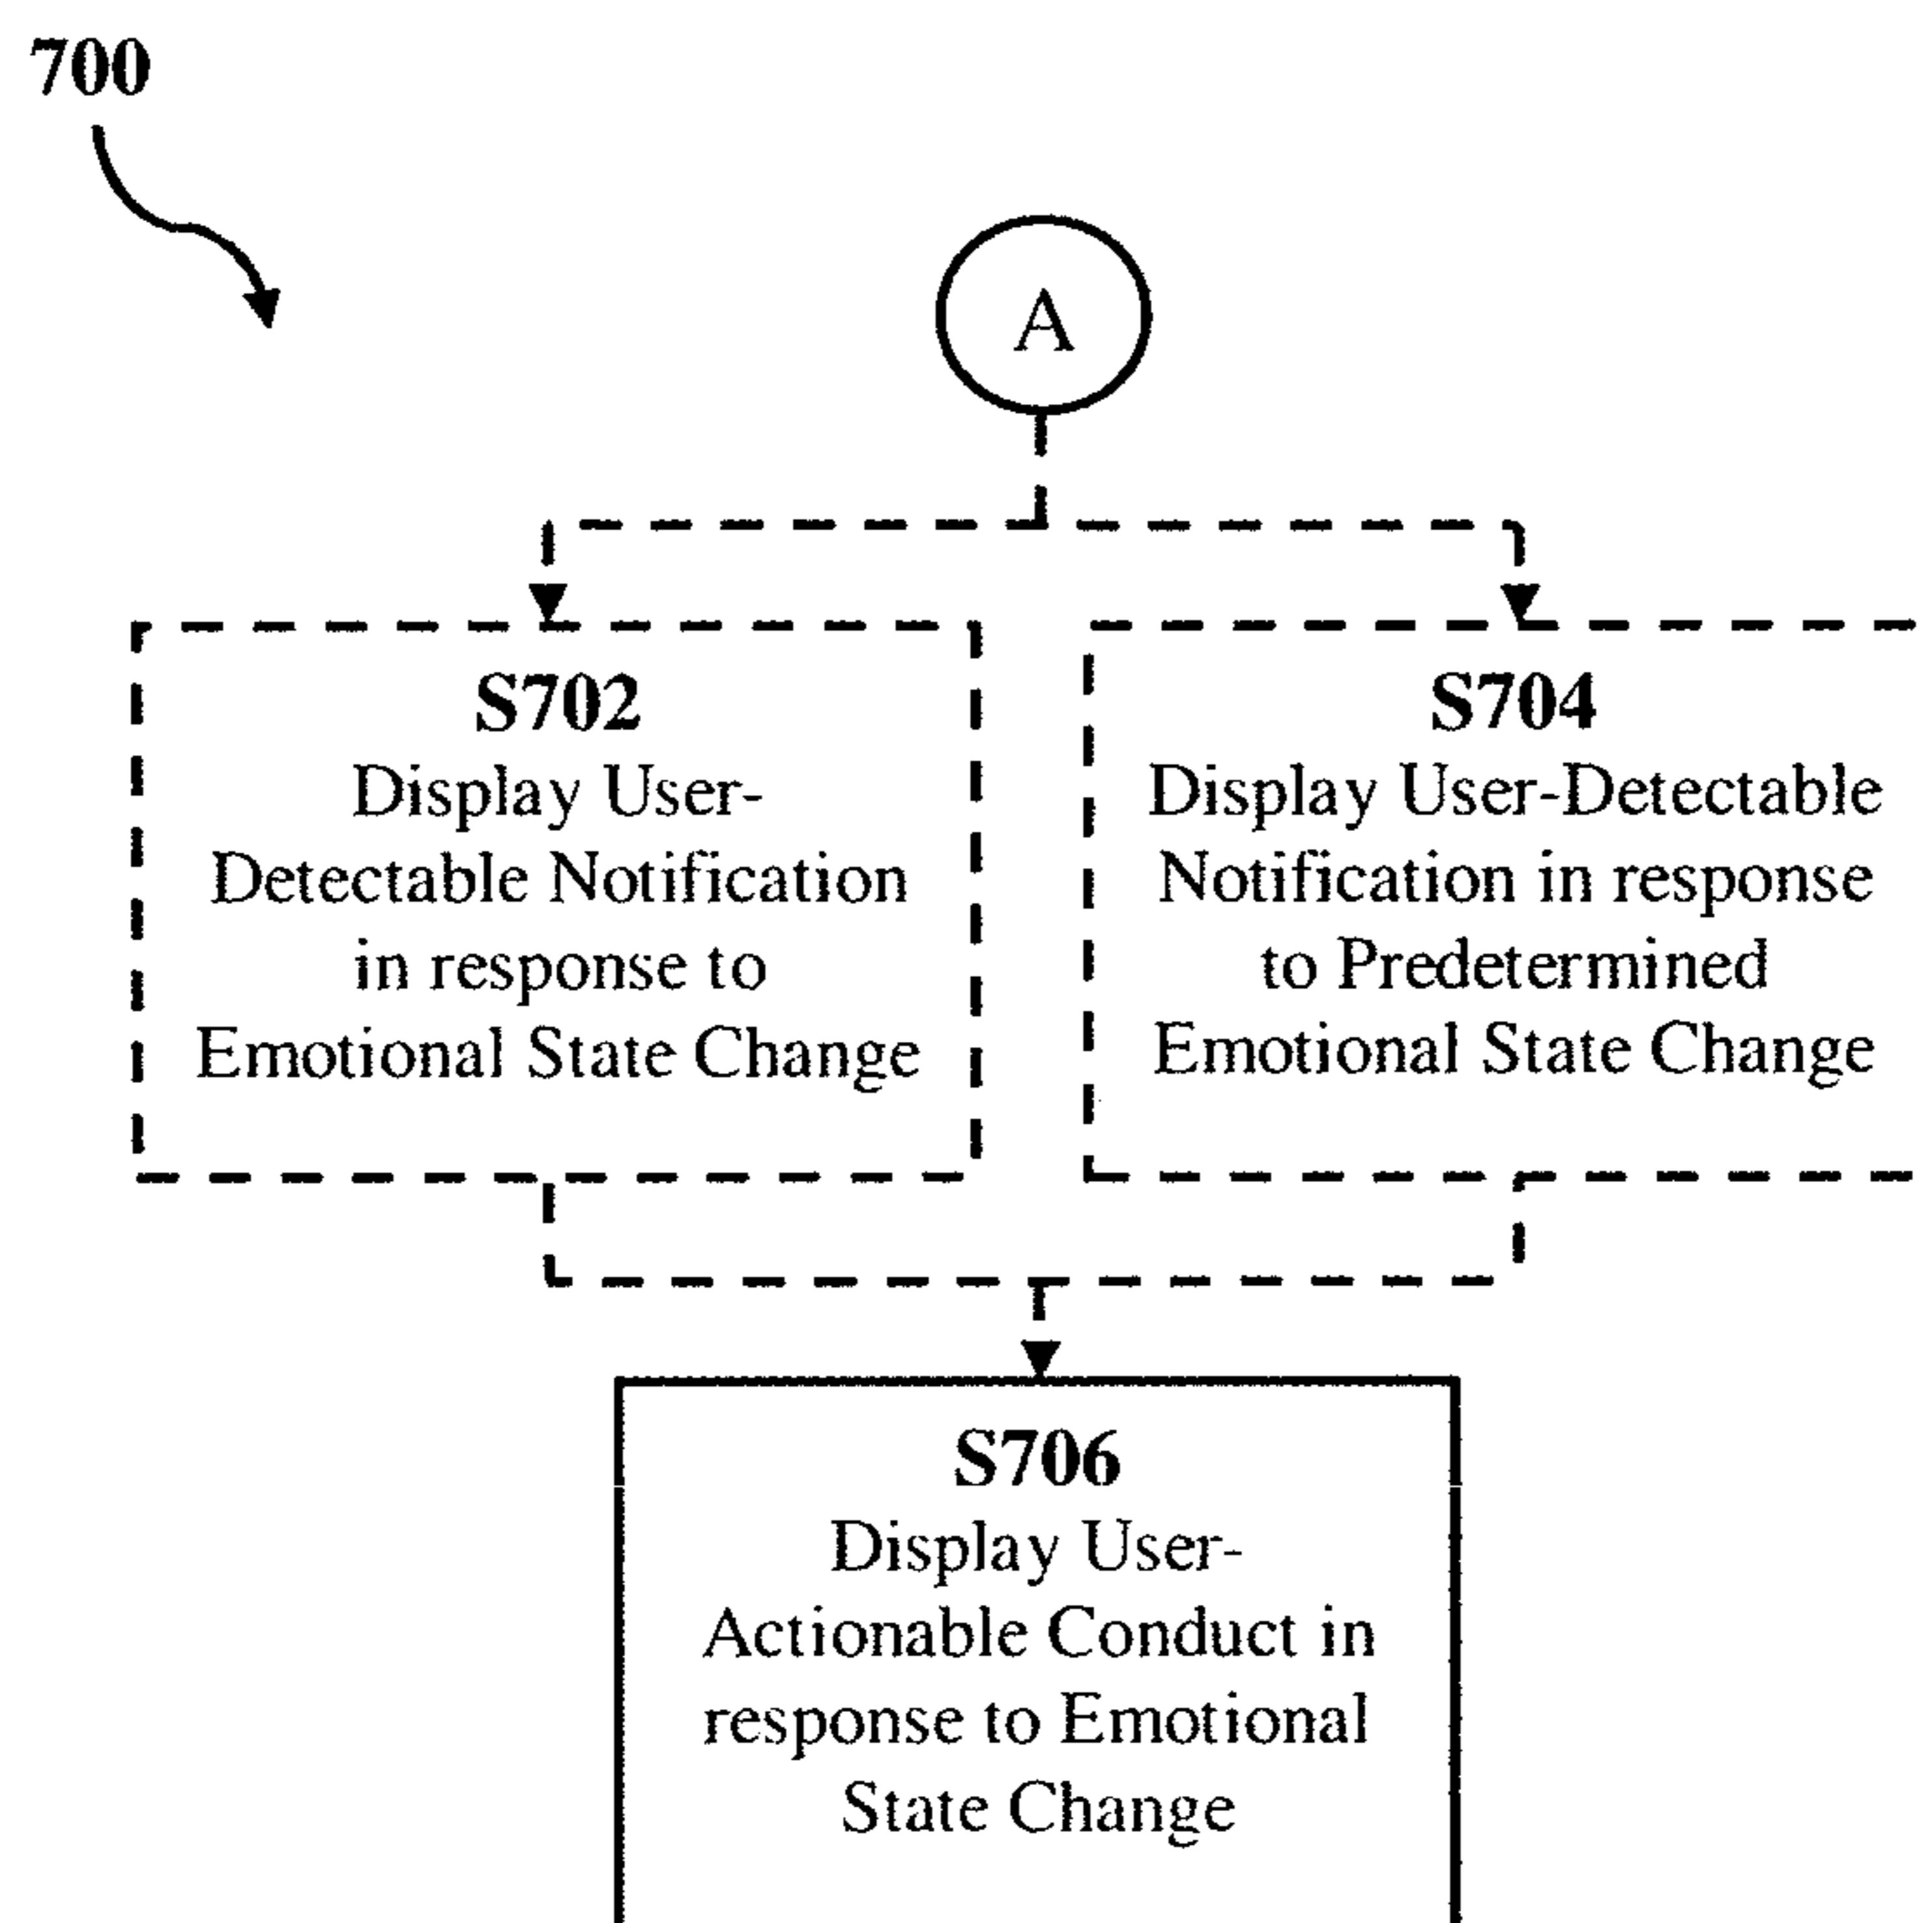 700
A
S702
Display User-
Detectable Notification
in response to
Emotional State Change
S704
Display User-Detectable
Notification in response
to Predetermined
Emotional State Change
S706
Display User-
Actionable Conduct in
response to Emotional
State Change